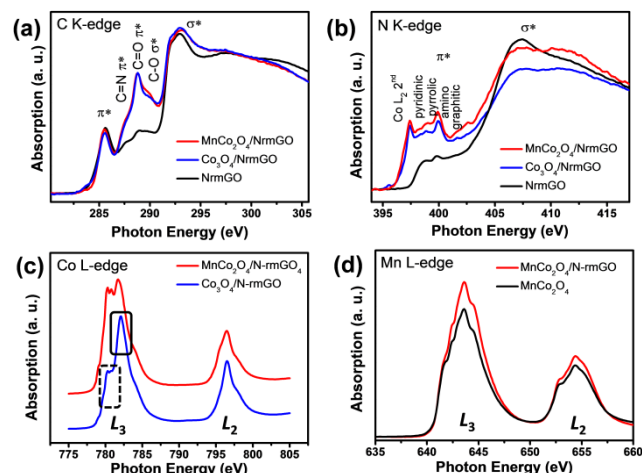 (a) C K-edge
σ*
C=N π*
C=O π*
C-O σ*
π*
MnCo2O4/NrmGO
Co3O4/NrmGO
NrmGO
Absorption (a. u.)
285 290 295 300 305
Photon Energy (eV)
(b) N K-edge
σ*
π*
Co L2 2nd
pyridinic
pyrrolic
amino
graphitic
MnCo2O4/NrmGO
Co3O4/NrmGO
NrmGO
Absorption (a. u.)
395 400 405 410 415
Photon Energy (eV)
(c) Co L-edge
MnCo2O4/N-rmGO4
Co3O4/N-rmGO
L3
L2
Absorption (a. u.)
775 780 785 790 795 800 805
Photon Energy (eV)
(d) Mn L-edge
MnCo2O4/N-rmGO
MnCo2O4
L3
L2
Absorption (a. u.)
635 640 645 650 655 660
Photon Energy (eV)